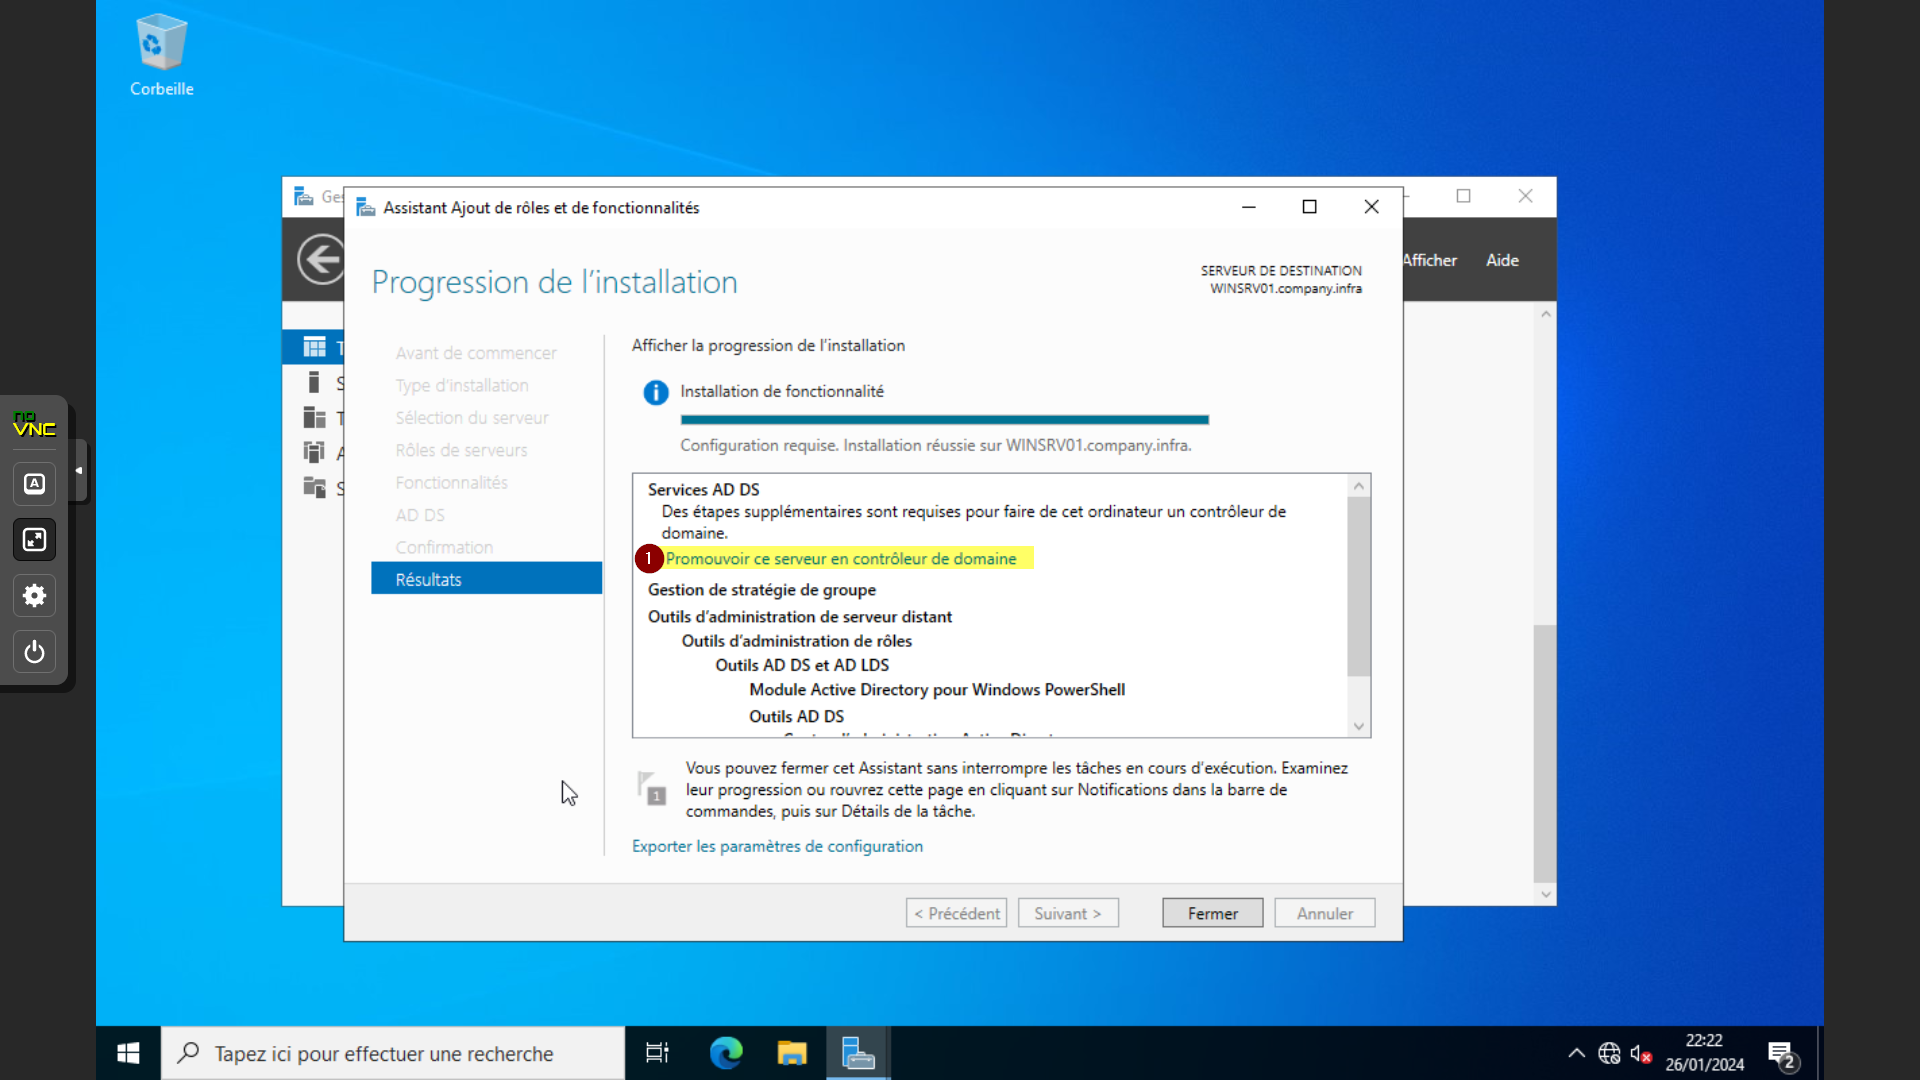 Corbeille
Ges
Assistant Ajout de rôles et de fonctionnalités
Afficher
Aide
Progression de l'installation
SERVEUR DE DESTINATION
WINSRV01.company.infra
Avant de commencer
Type d'installation
Sélection du serveur
Rôles de serveurs
Fonctionnalités
AD DS
Confirmation
Résultats
T
S
T
A
S
Afficher la progression de l'installation
Installation de fonctionnalité
Configuration requise. Installation réussie sur WINSRV01.company.infra.
Services AD DS
Des étapes supplémentaires sont requises pour faire de cet ordinateur un contrôleur de
domaine.
1 Promouvoir ce serveur en contrôleur de domaine
Gestion de stratégie de groupe
Outils d'administration de serveur distant
Outils d'administration de rôles
Outils AD DS et AD LDS
Module Active Directory pour Windows PowerShell
Outils AD DS
1
Vous pouvez fermer cet Assistant sans interrompre les tâches en cours d'exécution. Examinez
leur progression ou rouvrez cette page en cliquant sur Notifications dans la barre de
commandes, puis sur Détails de la tâche.
Exporter les paramètres de configuration
< Précédent
Suivant >
Fermer
Annuler
no
VNC
A
Tapez ici pour effectuer une recherche
22:22
26/01/2024
2